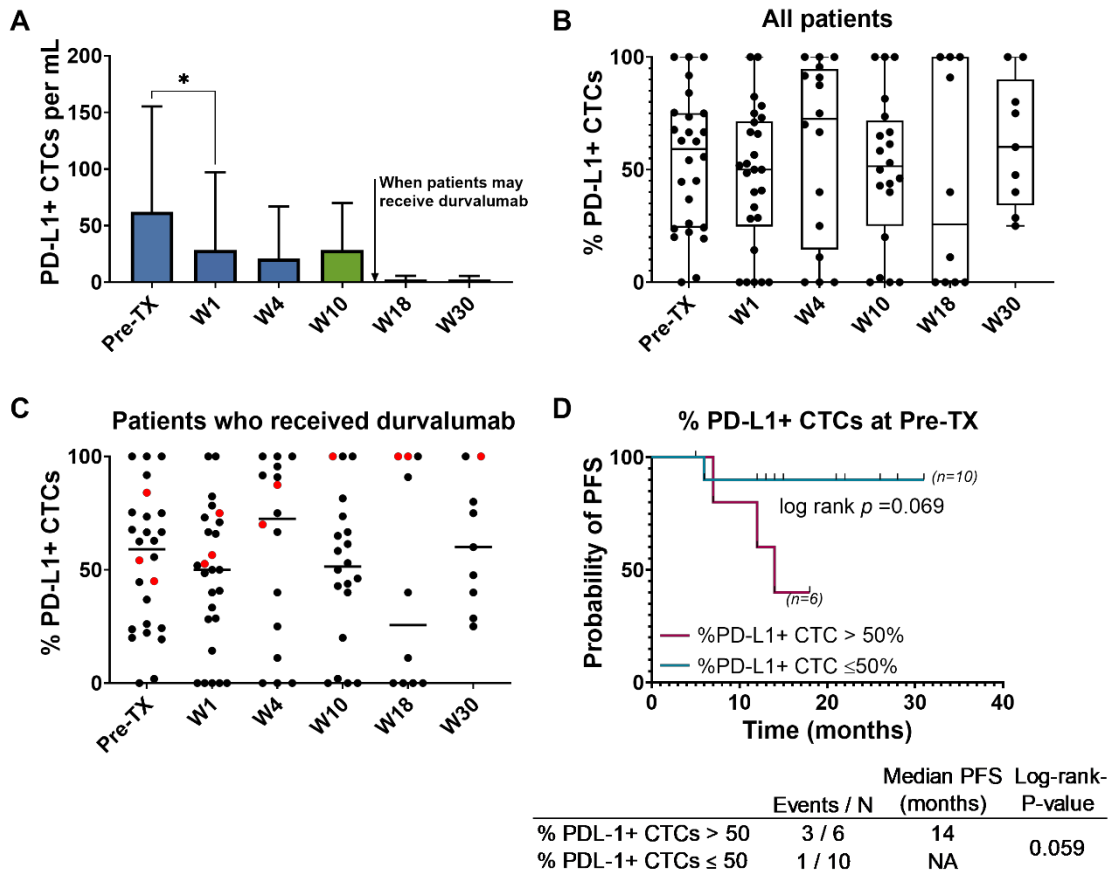 A
PD-L1+ CTCs per mL
200
150
100
50
0
*
When patients may
receive durvalumab
Pre-TX
W1
W4
W10
W18
W30
B
All patients
% PD-L1+ CTCs
100
50
0
Pre-TX
W1
W4
W10
W18
W30
C
Patients who received durvalumab
% PD-L1+ CTCs
100
50
0
Pre-TX
W1
W4
W10
W18
W30
D
% PD-L1+ CTCs at Pre-TX
Probability of PFS
100
50
0
(n=10)
log rank p =0.069
(n=6)
%PD-L1+ CTC > 50%
%PD-L1+ CTC ≤50%
0 10 20 30 40
Time (months)
Median PFS Log-rank-
Events / N (months) P-value
% PDL-1+ CTCs > 50 3 / 6 14
0.059
% PDL-1+ CTCs ≤ 50 1 / 10 NA